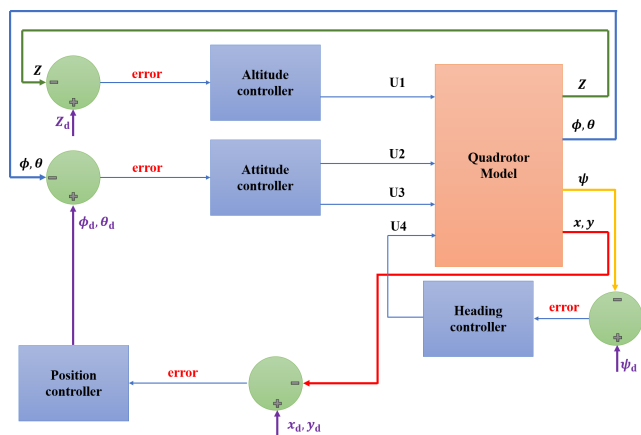 Z
error
Altitude
controller
U1
Z
Z_d
ϕ, θ
ϕ, θ
error
Attitude
controller
U2
U3
Quadrotor
Model
ψ
ϕ_d, θ_d
U4
x, y
error
Heading
controller
ψ_d
Position
controller
error
x_d, y_d